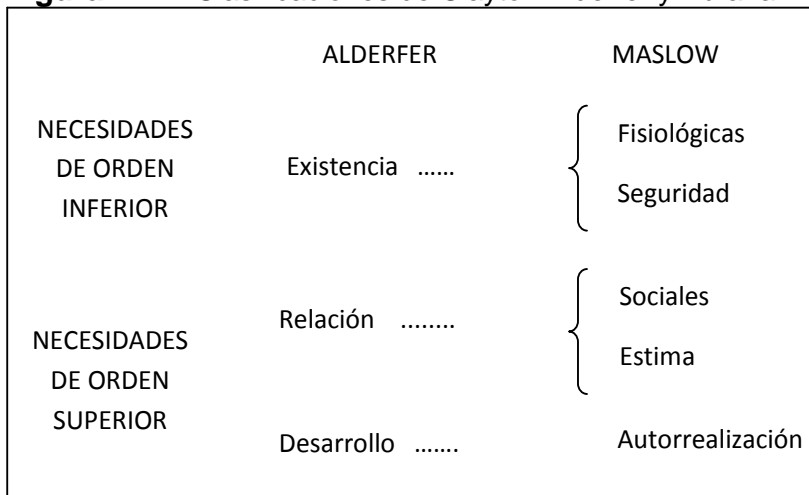 ALDERFER MASLOW
NECESIDADES
DE ORDEN
INFERIOR
Existencia ......
Fisiológicas
Seguridad
NECESIDADES
DE ORDEN
SUPERIOR
Relación ........
Sociales
Estima
Desarrollo .......
Autorrealización